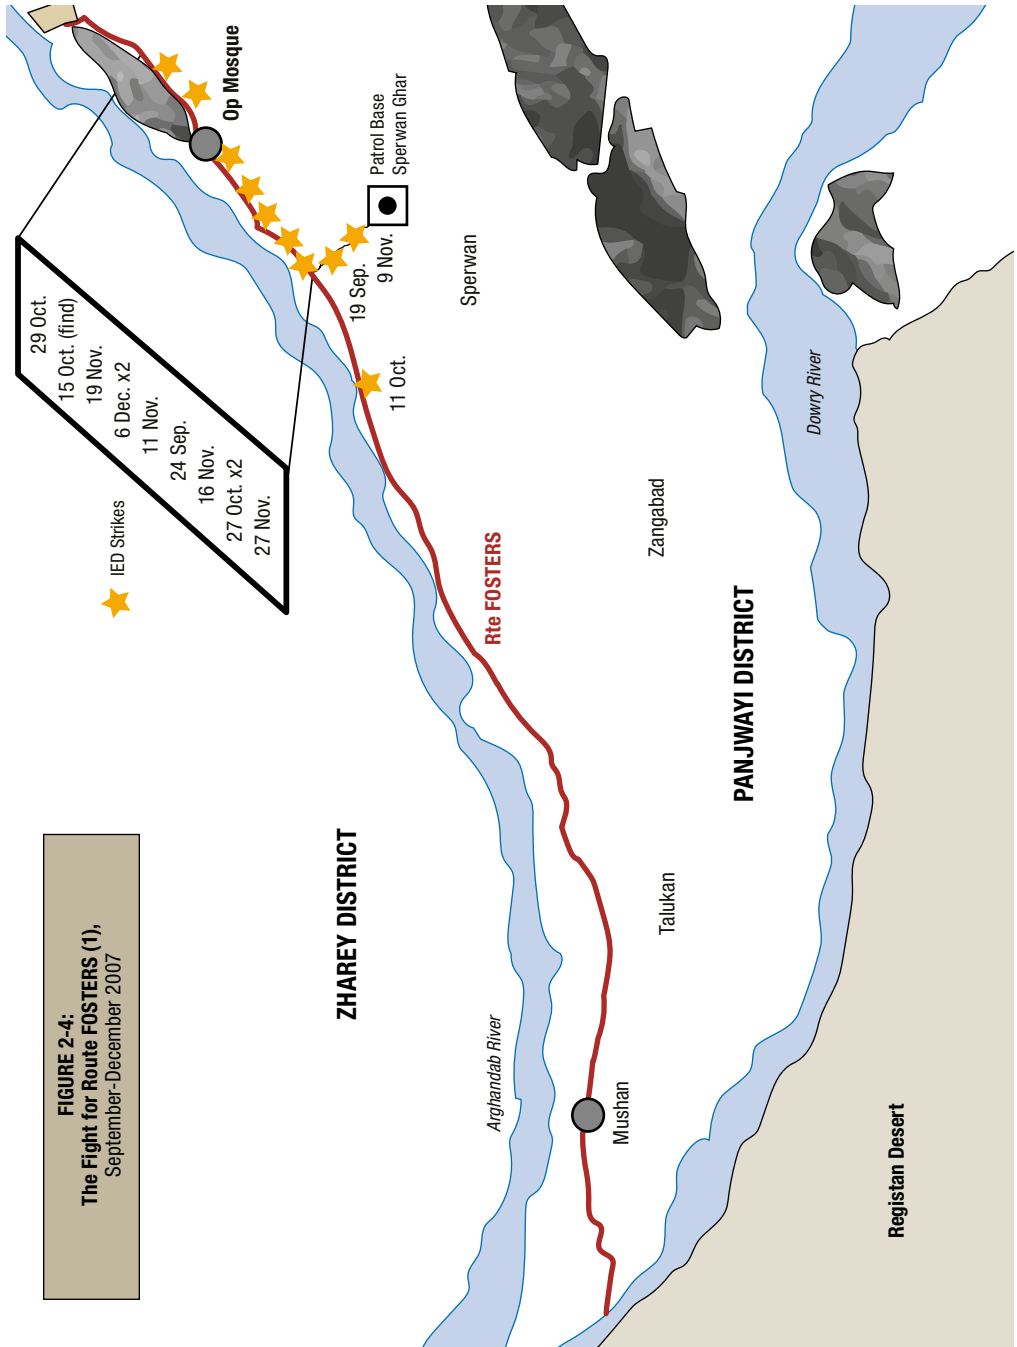 FIGURE 2-4:
The Fight for Route FOSTERS (1),
September-December 2007
IED Strikes
29 Oct.
15 Oct. (find)
19 Nov.
6 Dec. x2
11 Nov.
24 Sep.
16 Nov.
27 Oct. x2
27 Nov.
Op Mosque
Patrol Base
Sperwan Ghar
19 Sep.
9 Nov.
11 Oct.
Sperwan
ZHAREY DISTRICT
Rte FOSTERS
Arghandab River
Zangabad
PANJWAYI DISTRICT
Dowry River
Talukan
Mushan
Registan Desert